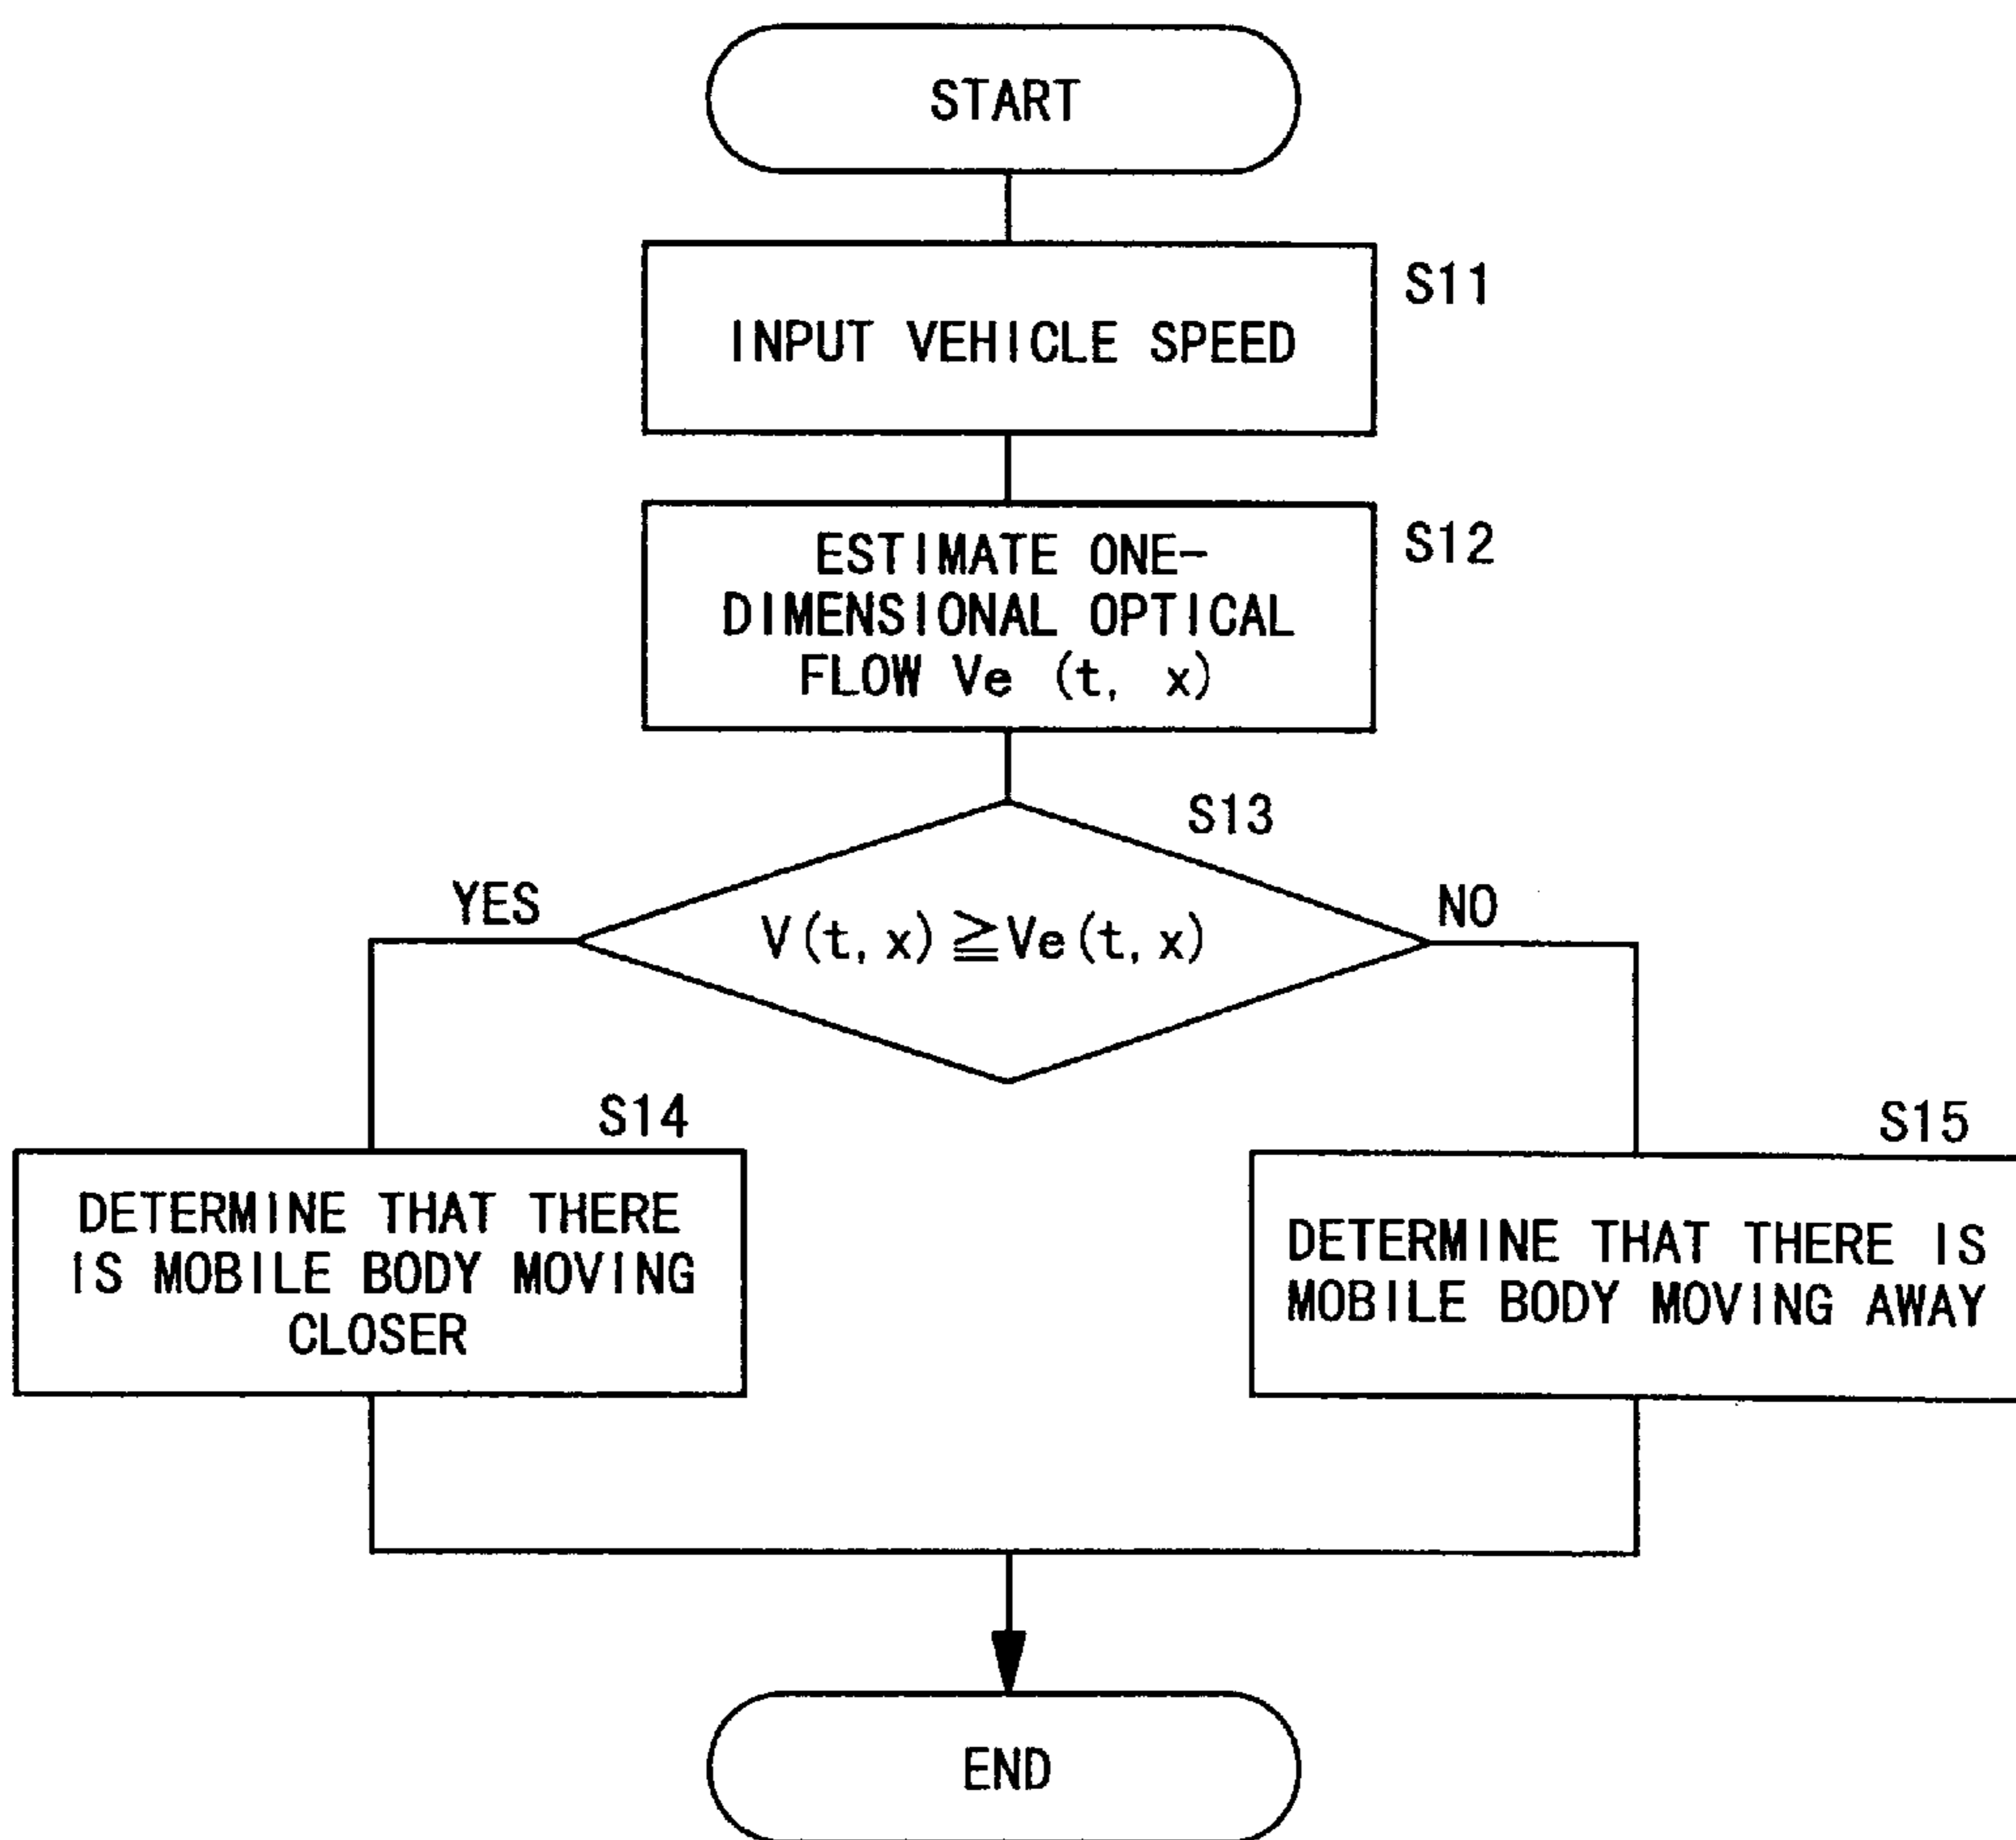 START
S11
INPUT VEHICLE SPEED
S12
ESTIMATE ONE-
DIMENSIONAL OPTICAL
FLOW Ve (t, x)
S13
YES
V(t, x) ≧ Ve(t, x)
NO
S14
DETERMINE THAT THERE
IS MOBILE BODY MOVING
CLOSER
S15
DETERMINE THAT THERE IS
MOBILE BODY MOVING AWAY
END